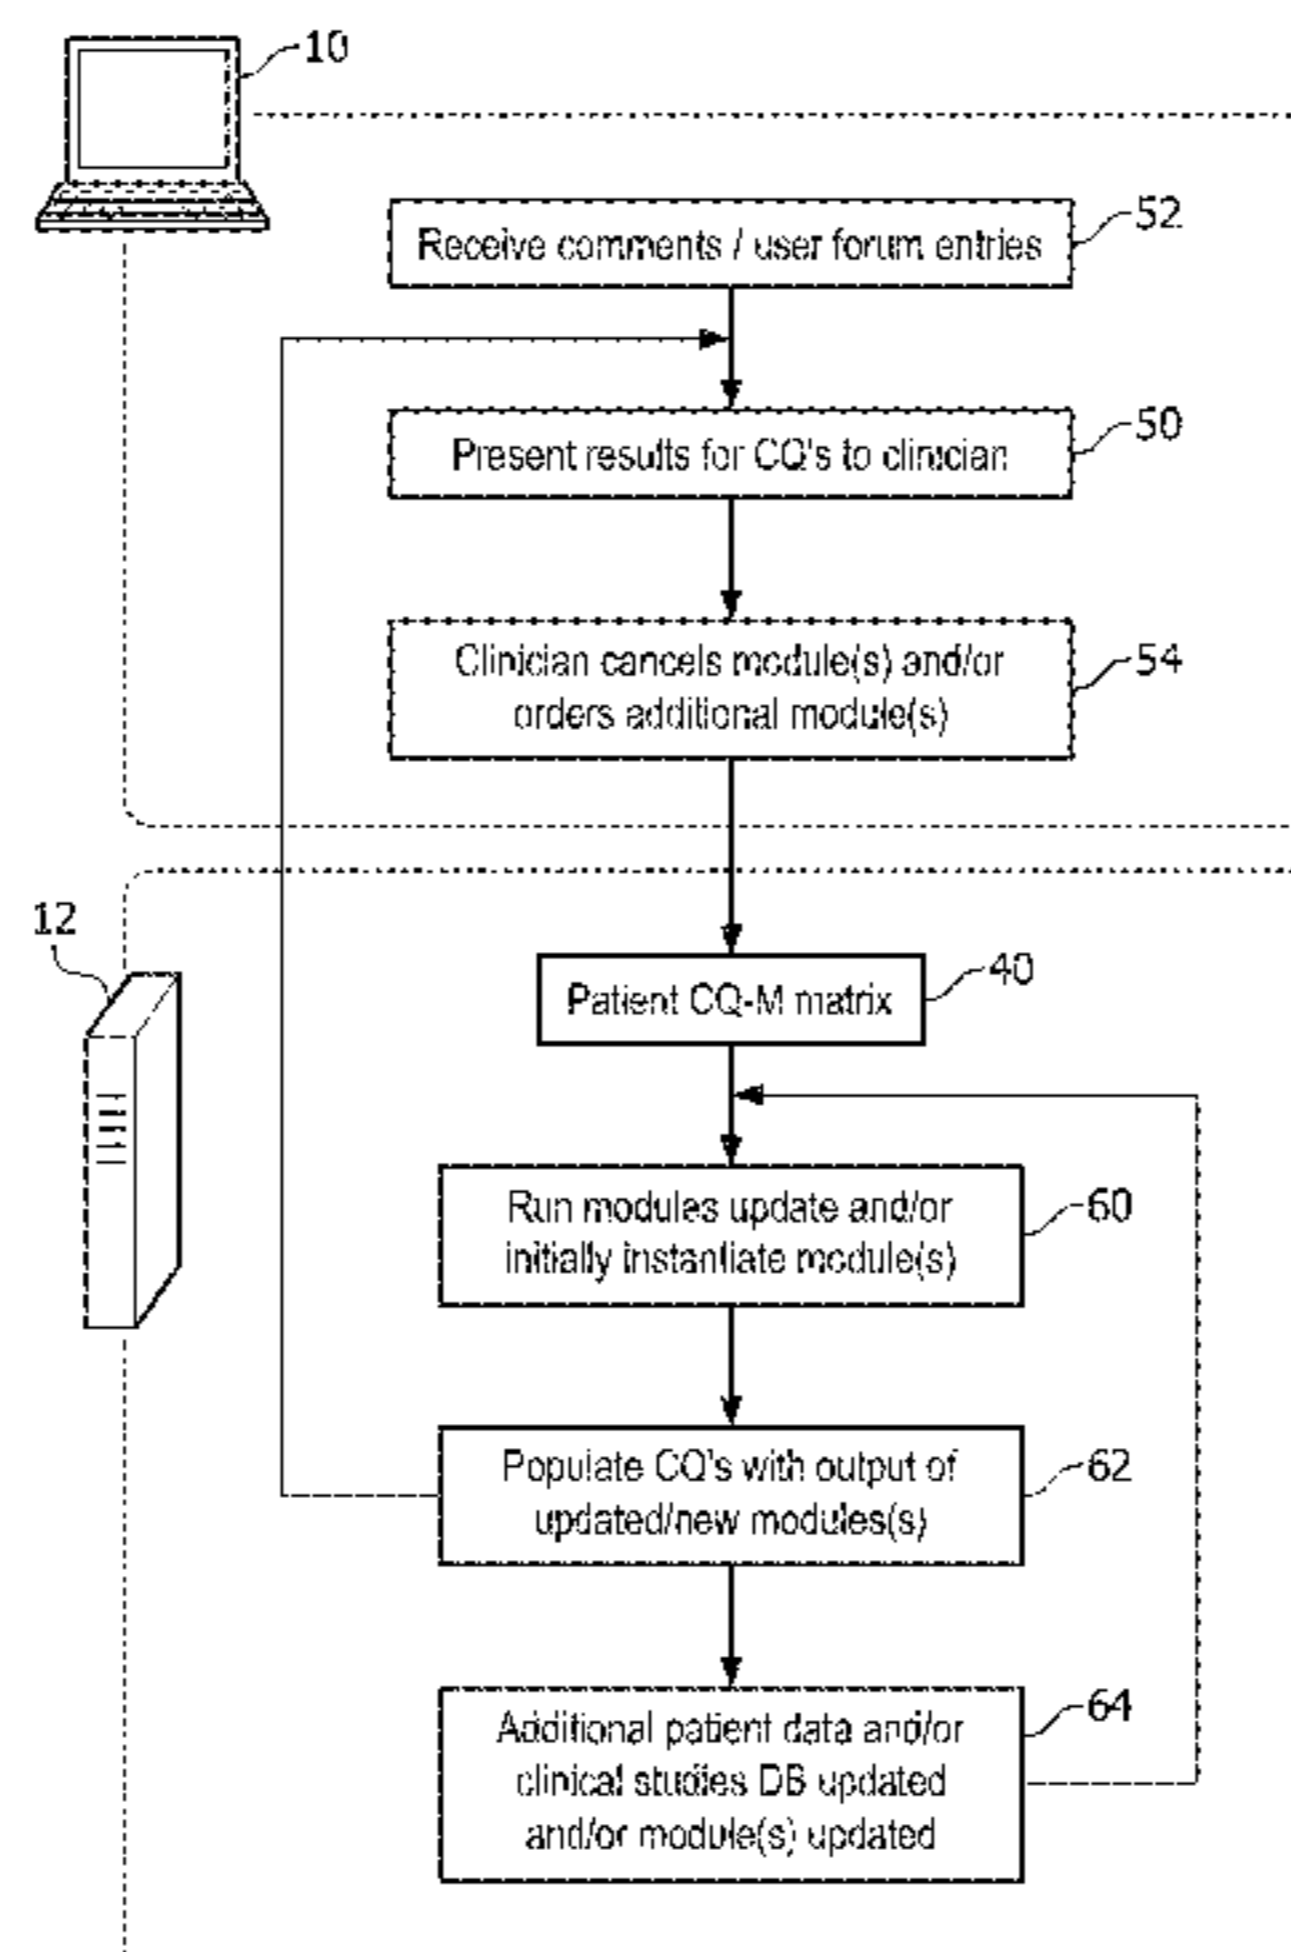 10
52
Receive comments / user forum entries
50
Present results for CQ's to clinician
54
Clinician cancels module(s) and/or
orders additional module(s)
12
40
Patient CQ-M matrix
60
Run modules update and/or
initially instantiate module(s)
62
Populate CQ's with output of
updated/new modules(s)
64
Additional patient data and/or
clinical studies DB updated
and/or module(s) updated